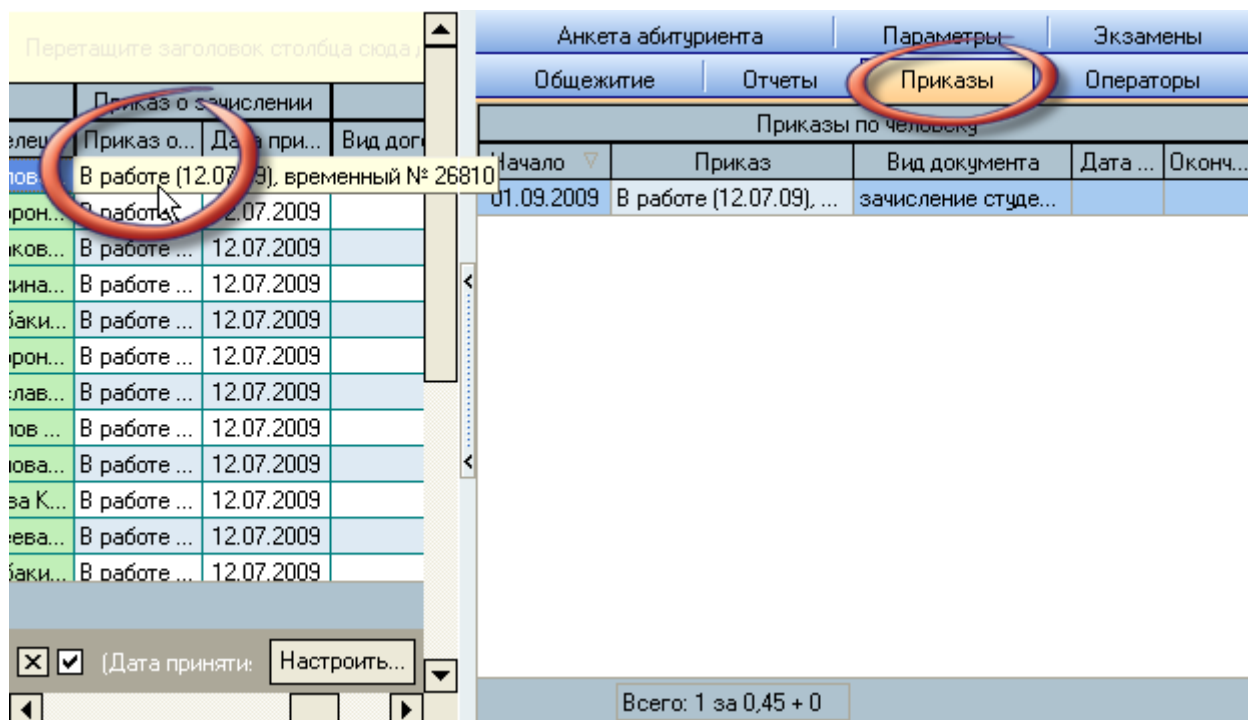 Перетащите заголовок столбца сюда
Приказ о зачислении
Приказ о... Дата при... Вид дог
В работе (12.07.09), временный № 26810
В работе 12.07.2009
В работе ... 12.07.2009
В работе ... 12.07.2009
В работе ... 12.07.2009
В работе ... 12.07.2009
В работе ... 12.07.2009
В работе ... 12.07.2009
В работе ... 12.07.2009
В работе ... 12.07.2009
В работе ... 12.07.2009
В работе ... 12.07.2009
(Дата приняти: Настроить...
Анкета абитуриента Параметры Экзамены
Общежитие Отчеты Приказы Операторы
Приказы по человеку
Начало Приказ Вид документа Дата ... Оконч...
01.09.2009 В работе (12.07.09), ... зачисление студе...
Всего: 1 за 0,45 + 0